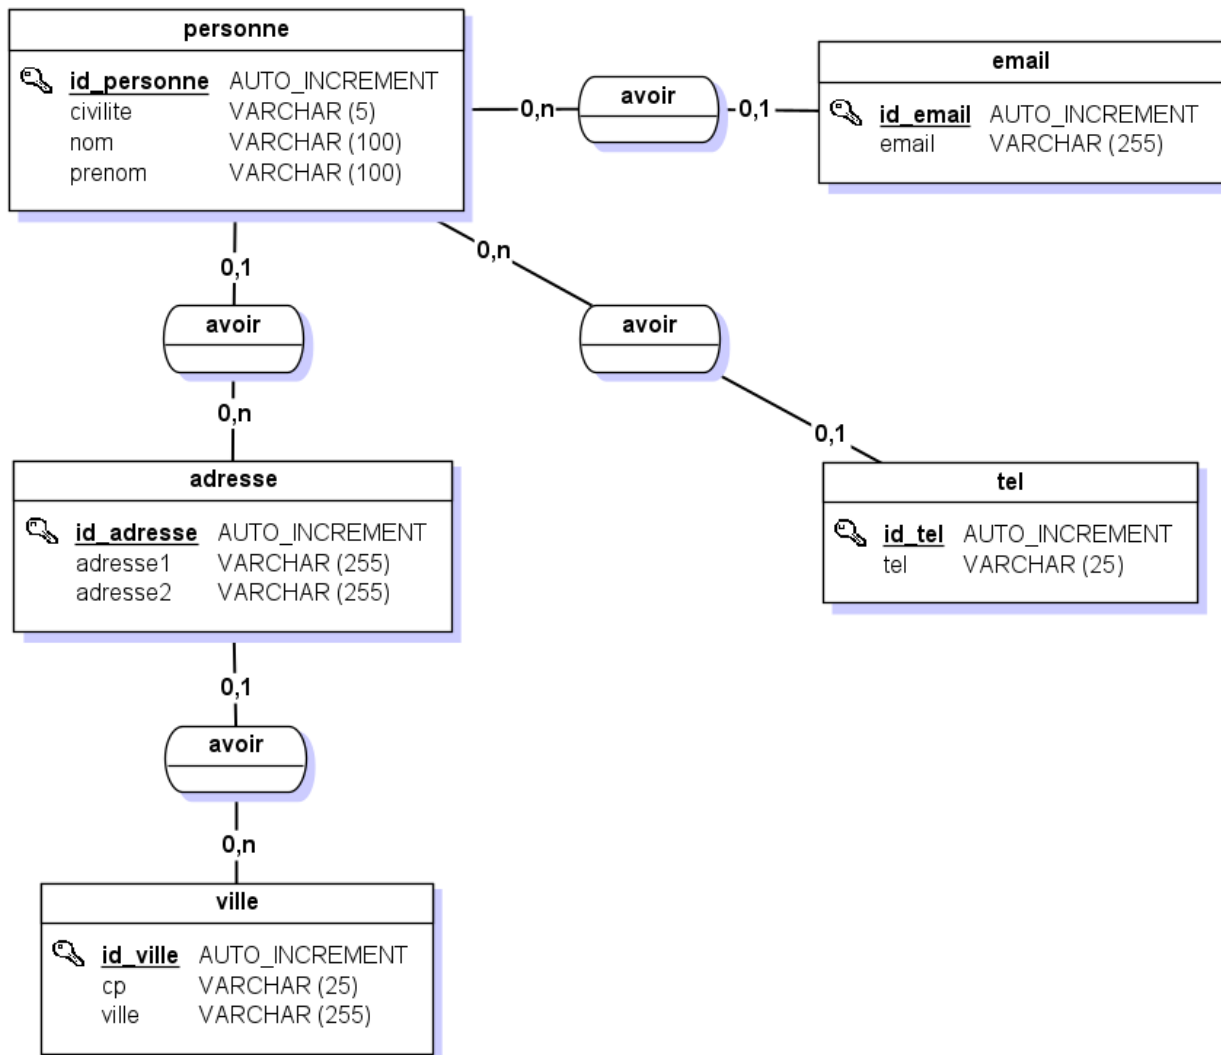 personne
id_personne AUTO_INCREMENT
civilite VARCHAR (5)
nom VARCHAR (100)
prenom VARCHAR (100)
0,n
avoir
0,1
email
id_email AUTO_INCREMENT
email VARCHAR (255)
0,1
avoir
0,n
0,n
avoir
0,1
adresse
id_adresse AUTO_INCREMENT
adresse1 VARCHAR (255)
adresse2 VARCHAR (255)
tel
id_tel AUTO_INCREMENT
tel VARCHAR (25)
0,1
avoir
0,n
ville
id_ville AUTO_INCREMENT
cp VARCHAR (25)
ville VARCHAR (255)